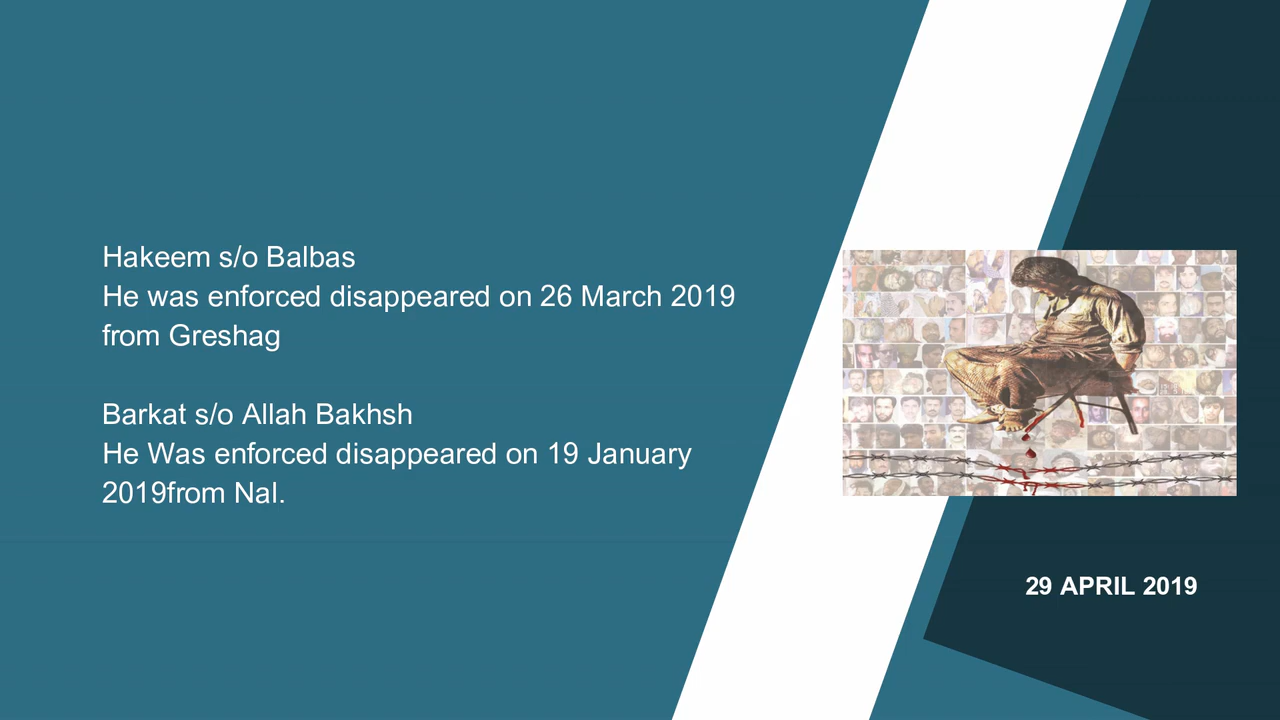 Hakeem s/o Balbas
He was enforced disappeared on 26 March 2019
from Greshag
Barkat s/o Allah Bakhsh
He Was enforced disappeared on 19 January
2019from Nal.
29 APRIL 2019